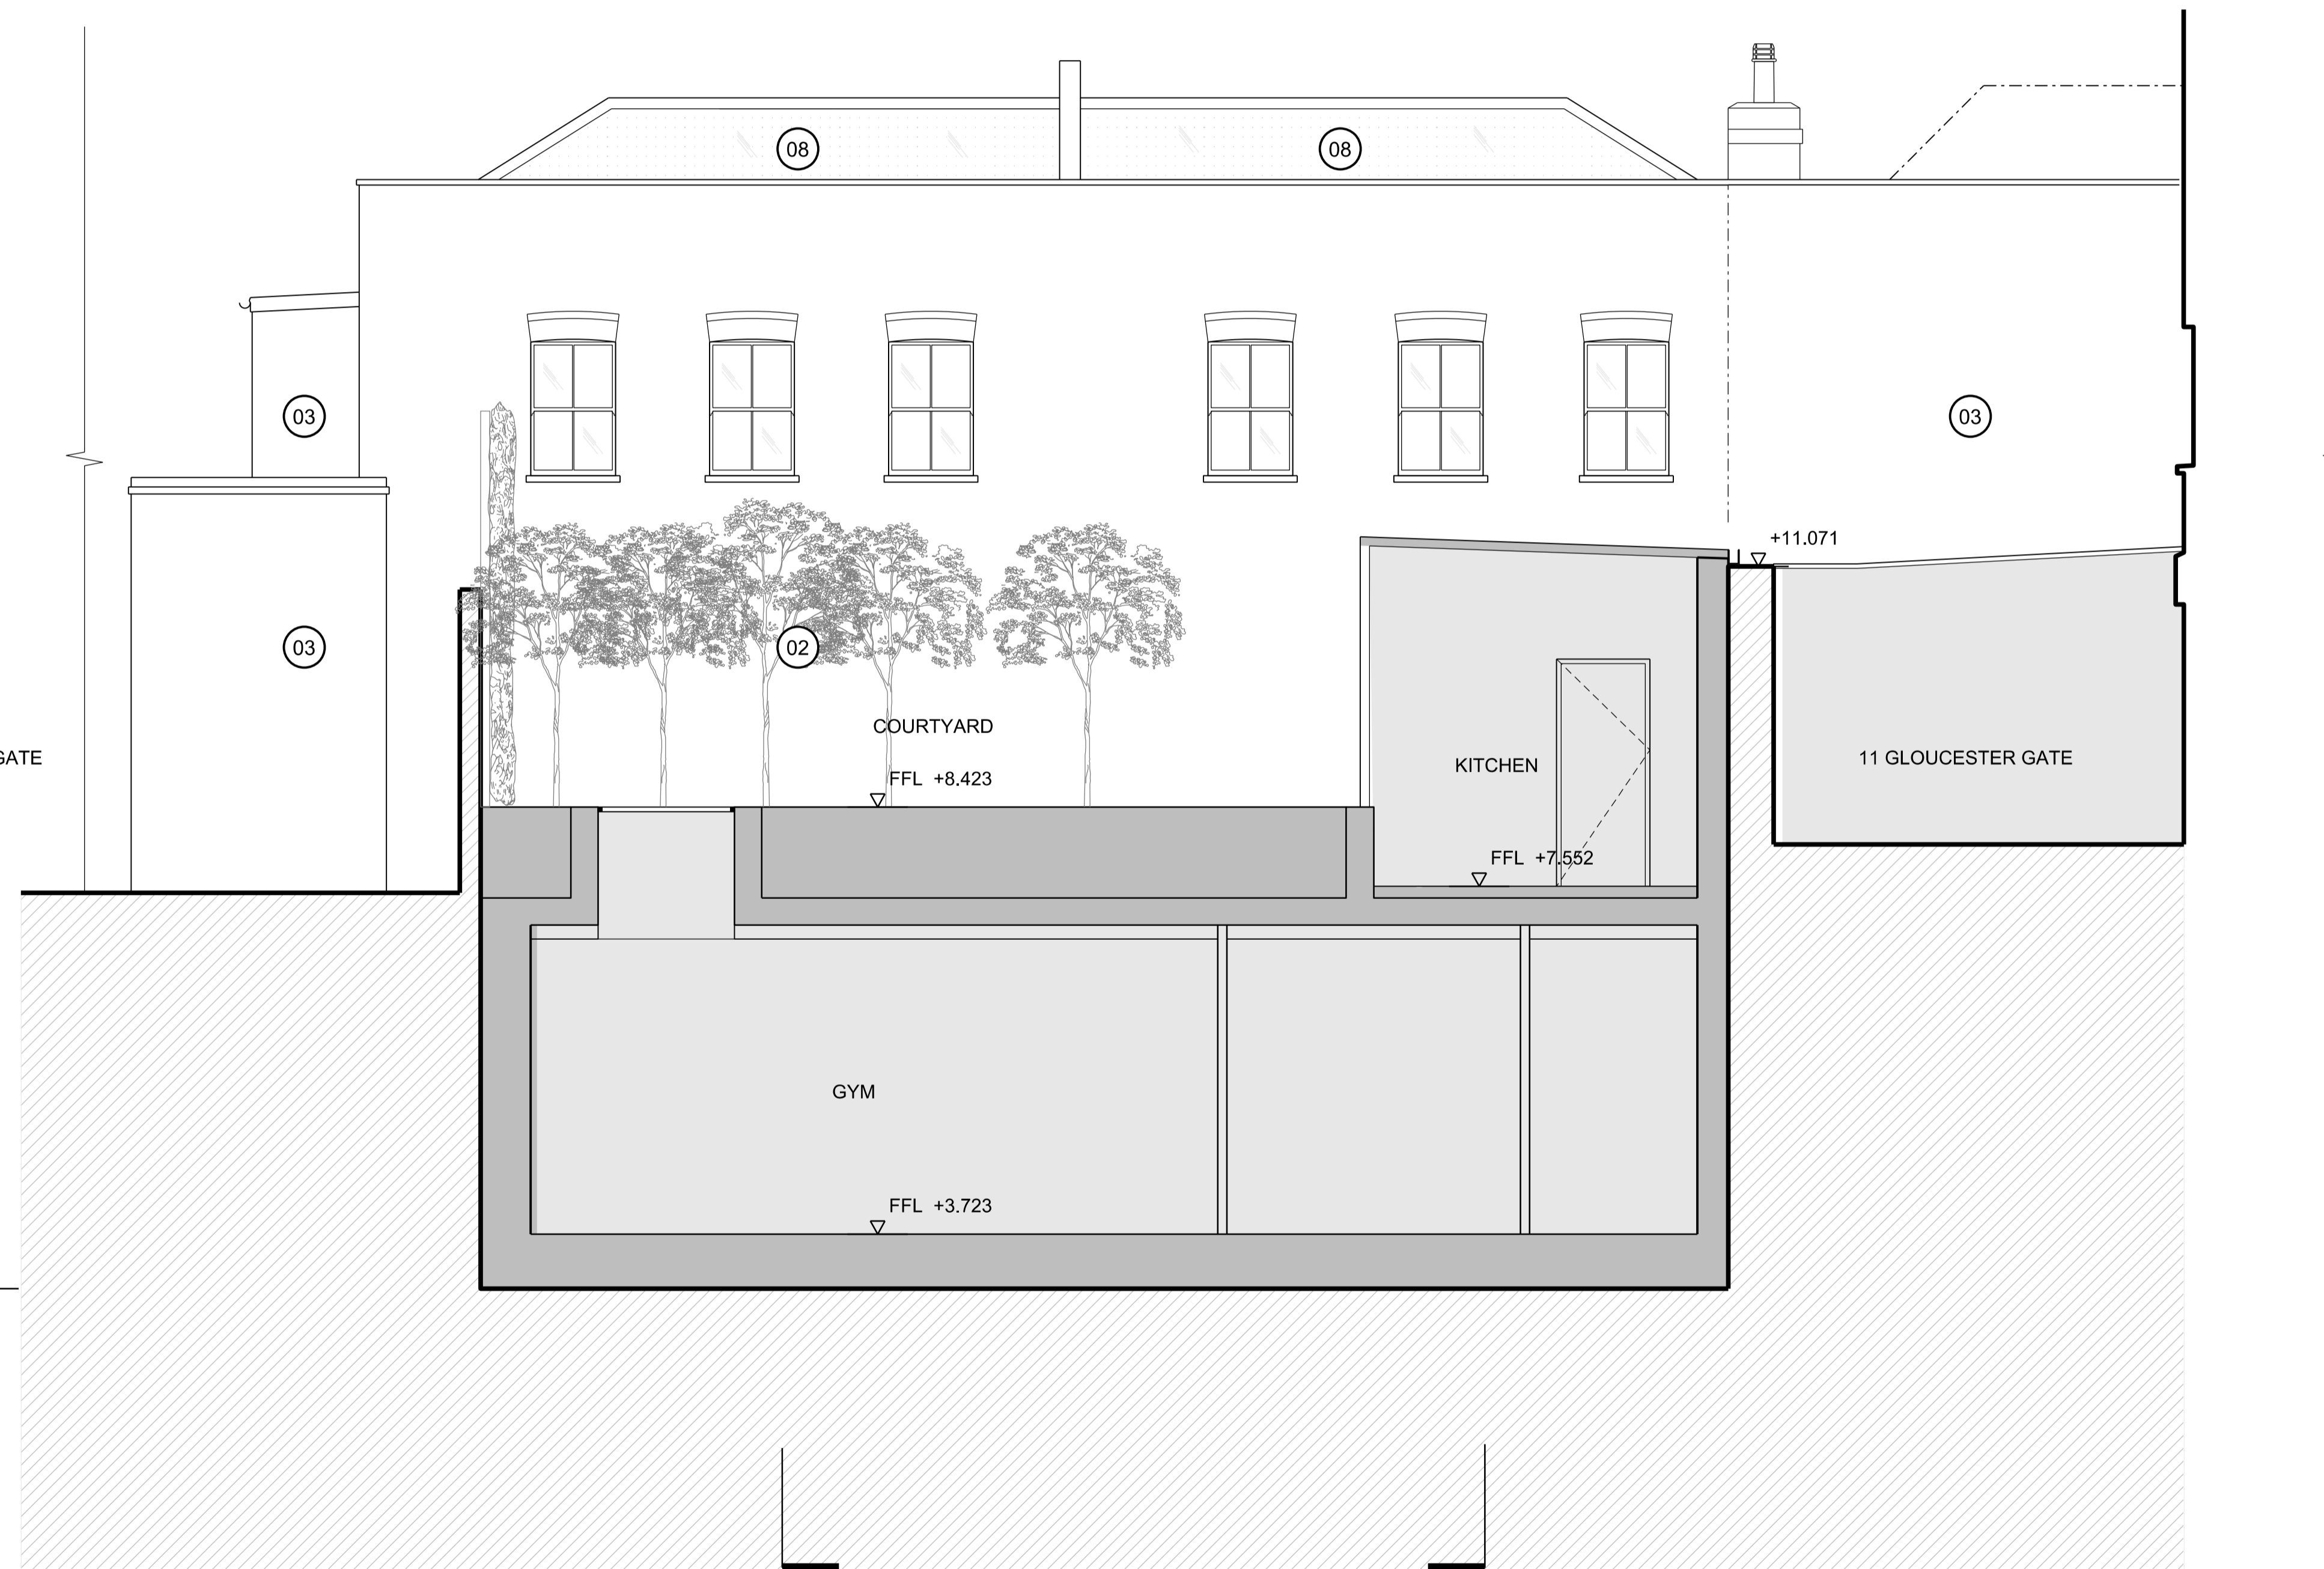 08
08
03
03
+11.071
03
02
COURTYARD
GATE
KITCHEN
11 GLOUCESTER GATE
FFL +8.423
FFL +7.552
GYM
FFL +3.723